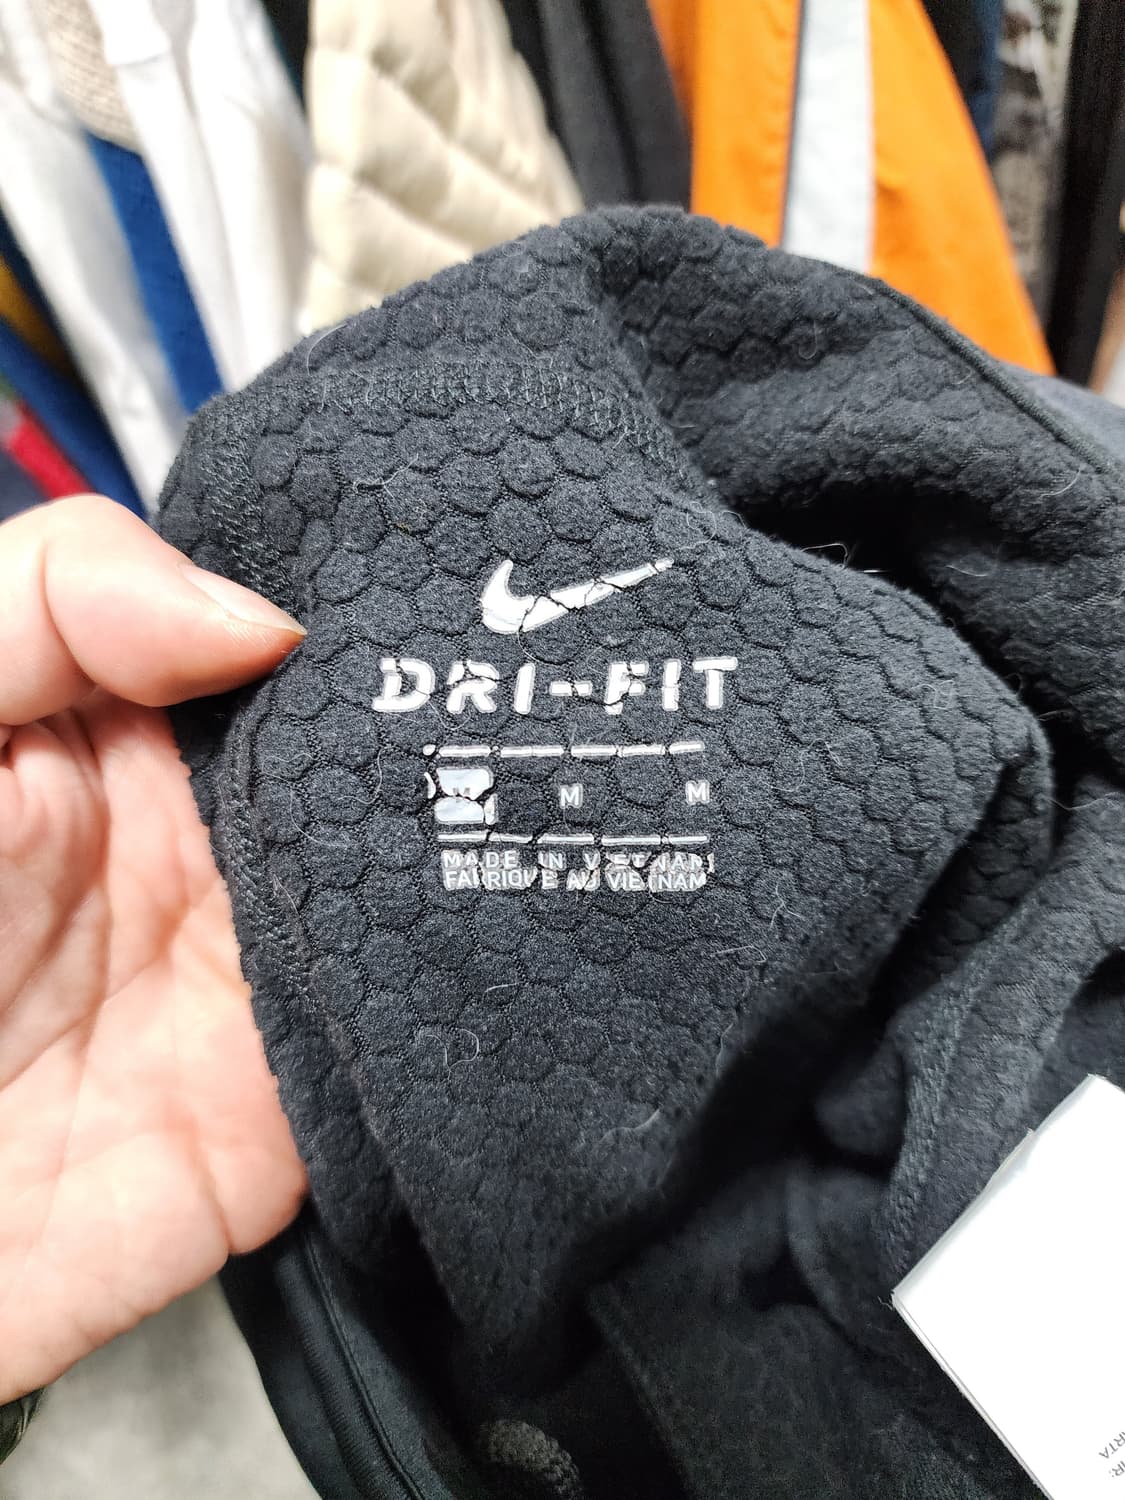 DRI-FIT
M M M
MADE IN VIETNAM
FABRIQUÉ AU VIETNAM